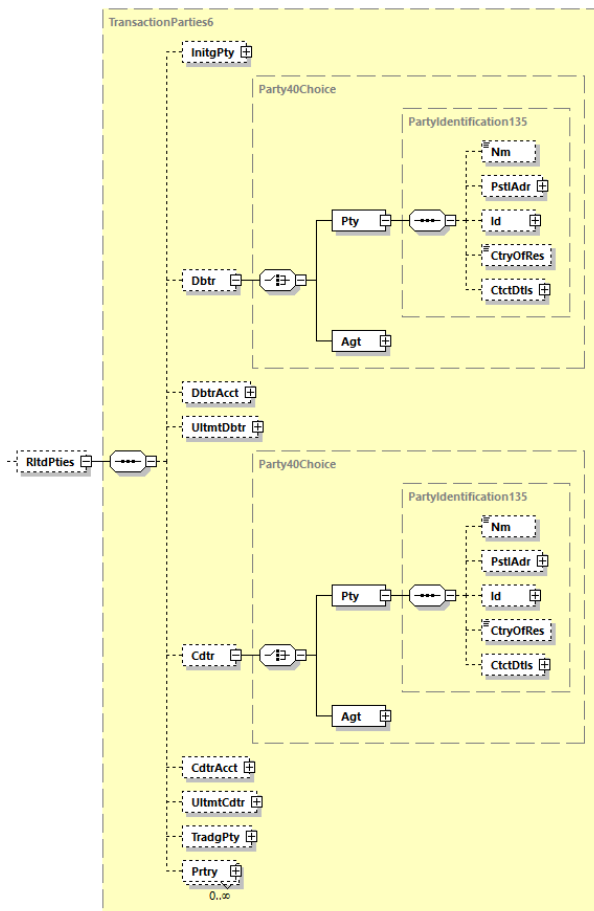 TransactionParties6
InitgPty
Party40Choice
PartyIdentification135
Nm
PstlAdr
Pty
Id
CtryOfRes
Dbtr
CtctDtls
Agt
DbtrAcct
UltmtDbtr
RltdPties
Party40Choice
PartyIdentification135
Nm
PstlAdr
Pty
Id
CtryOfRes
Cdtr
CtctDtls
Agt
CdtrAcct
UltmtCdtr
TradgPty
Prtry
0..∞